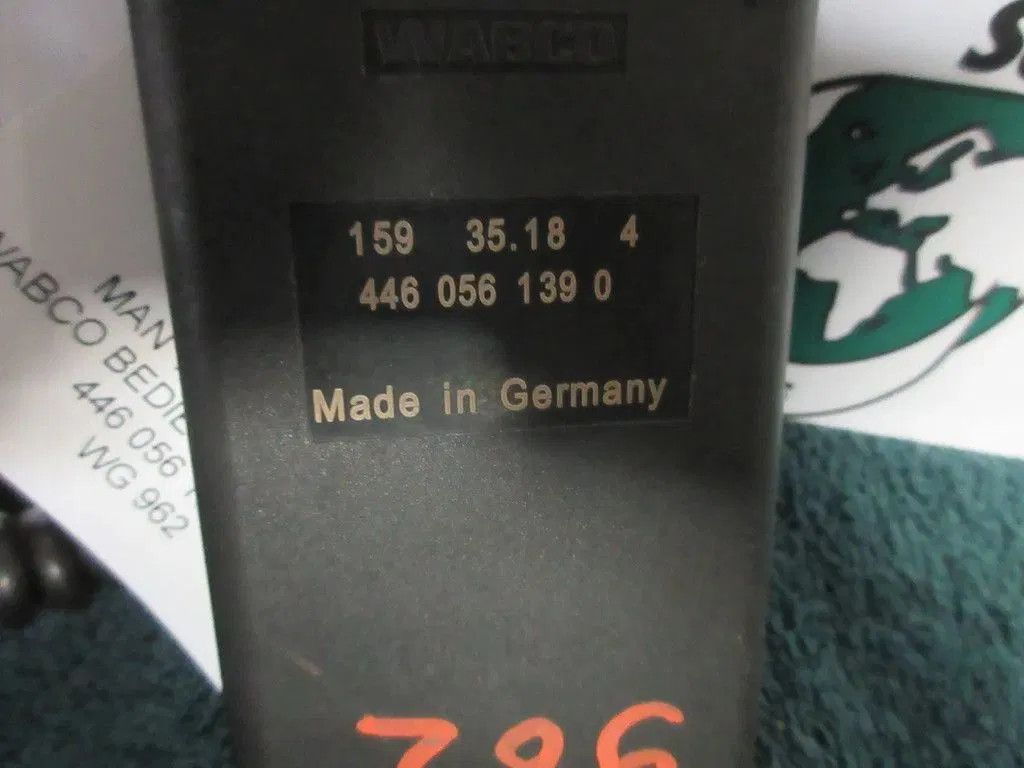 WABCO
159 35.18 4
446 056 139 0
Made in Germany
MAN
WABCO BEDIE
446 056 1
WG 962